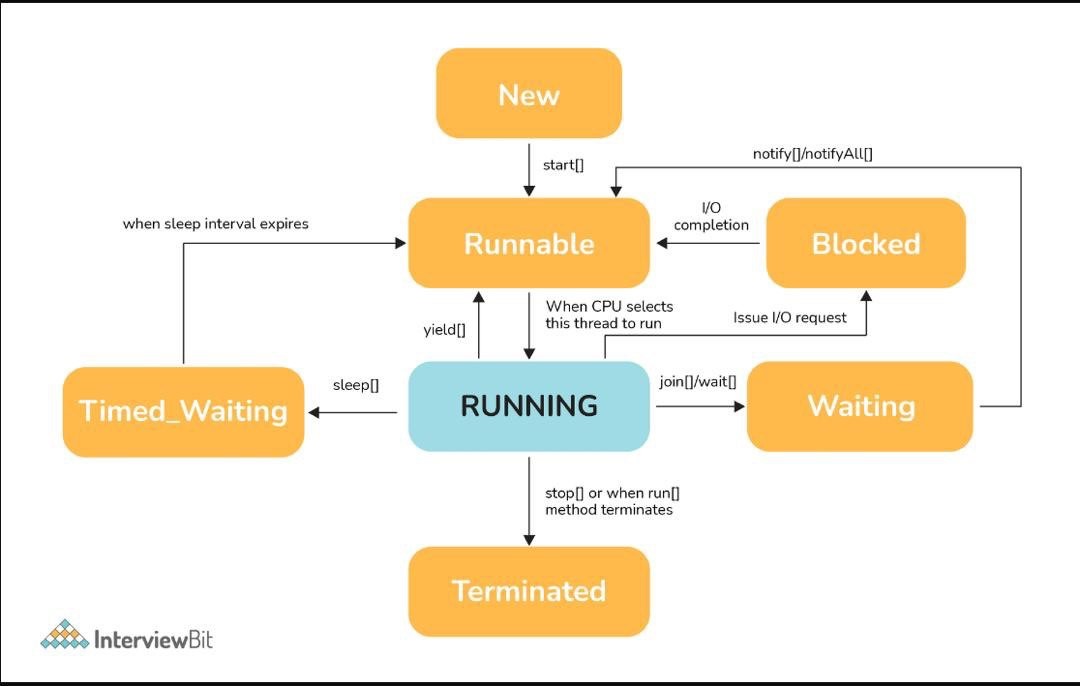 New
start[]
notify[]/notifyAll[]
when sleep interval expires
Runnable
I/O
completion
Blocked
yield[]
When CPU selects
this thread to run
Issue I/O request
Timed_Waiting
sleep[]
RUNNING
join[]/wait[]
Waiting
stop[] or when run[]
method terminates
Terminated
InterviewBit